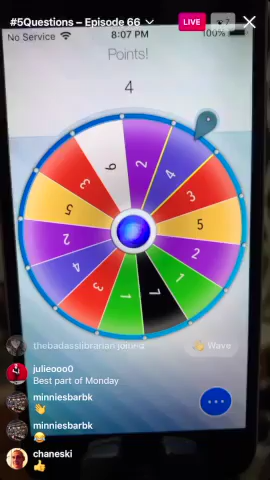 #5Questions – Episode 66
LIVE
No Service
8:07 PM
100%
Points!
4
2
4
3
5
2
1
7
1
3
4
2
5
3
6
thebadasslibrarian joined
Wave
julieooo0
Best part of Monday
minniesbarbk
minniesbarbk
chaneski